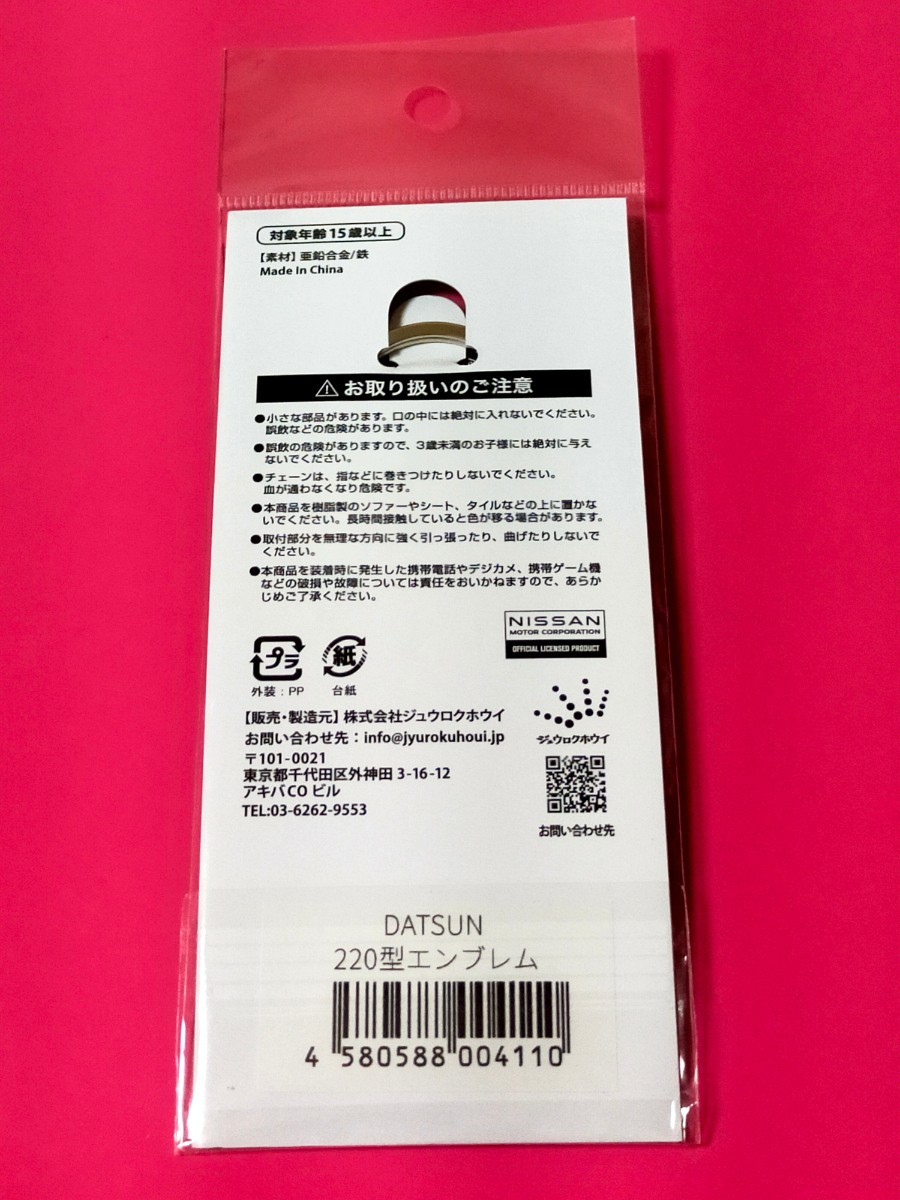 対象年齢15歳以上
【素材】亜鉛合金/鉄
Made In China
⚠お取り扱いのご注意
●小さな部品があります。口の中には絶対に入れないでください。
誤飲などの危険があります。
●誤飲の危険がありますので、3歳未満のお子様には絶対に与え
ないでください。
●チェーンは、指などに巻きつけたりしないでください。
血が通わなくなり危険です。
●本商品を樹脂製のソファーやシート、タイルなどの上に置かな
いでください。長時間接触していると色が移る場合があります。
●取付部分を無理な方向に強く引っ張ったり、曲げたりしないで
ください。
●本商品を装着時に発生した携帯電話やデジカメ、携帯ゲーム機
などの破損や故障については責任をおいかねますので、あらか
じめご了承ください。
NISSAN
MOTOR CORPORATION
OFFICIAL LICENSED PRODUCT
プラ
外装：PP
紙
台紙
【販売・製造元】株式会社ジュウロクホウイ
お問い合わせ先：info@jyurokuhoui.jp
〒101-0021
東京都千代田区外神田 3-16-12
アキバCO ビル
TEL:03-6262-9553
ジュウロクホウイ
お問い合わせ先
DATSUN
220型エンブレム
4 580588 004110